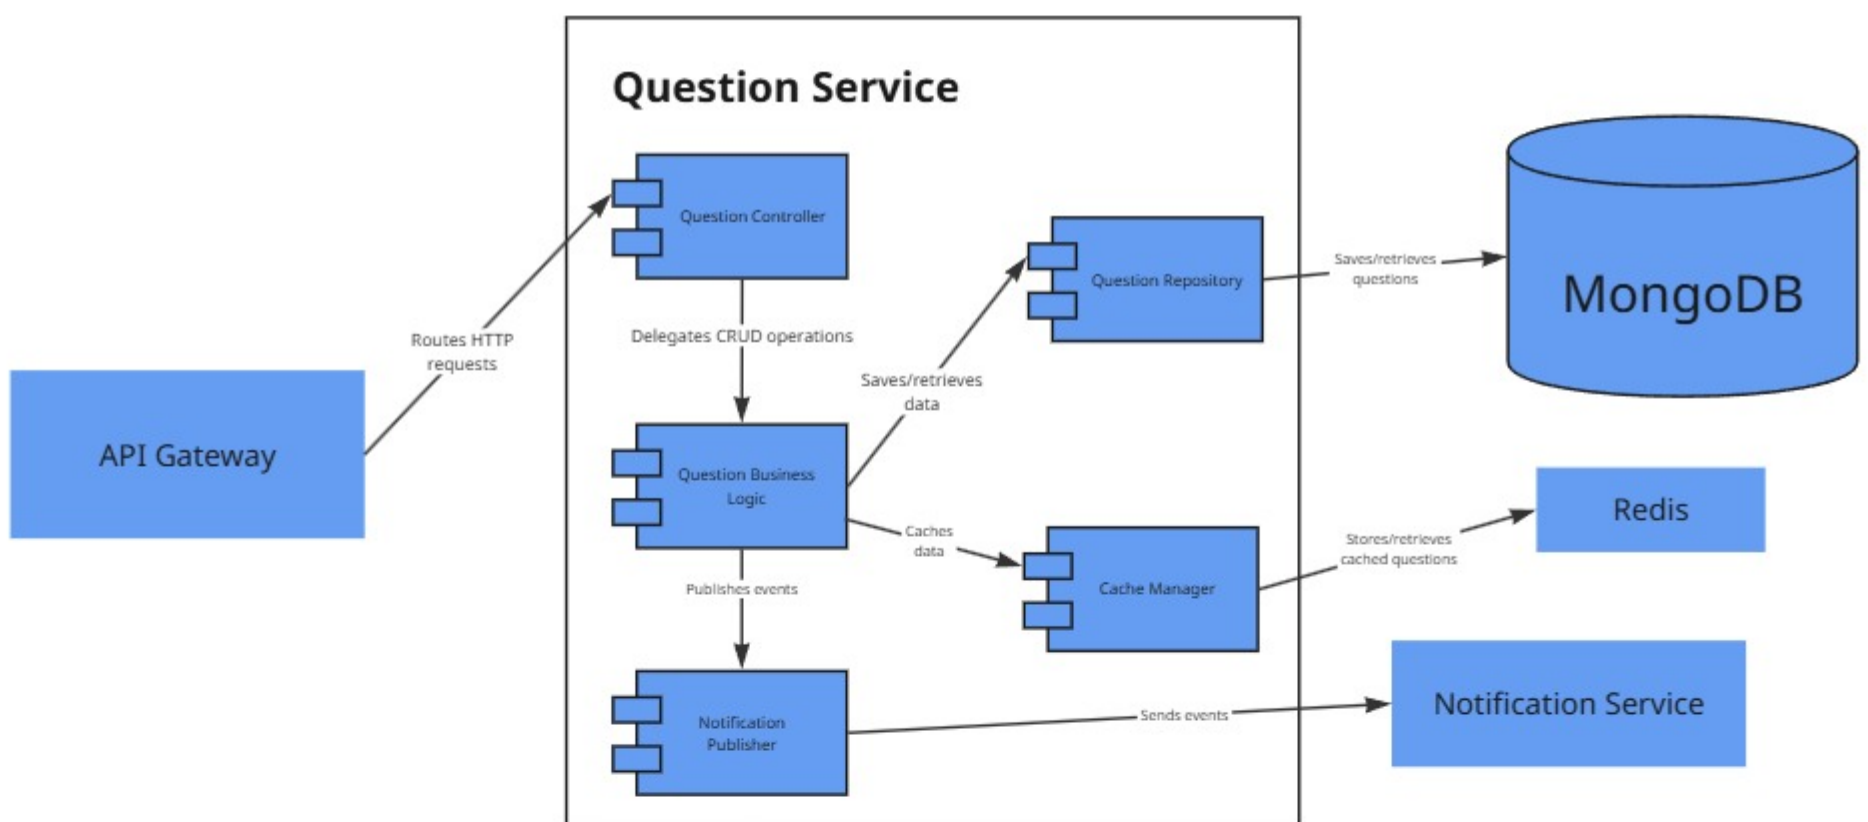 Question Service
Question Controller
Routes HTTP
requests
API Gateway
Delegates CRUD operations
Question Business
Logic
Saves/retrieves
data
Question Repository
Saves/retrieves
questions
MongoDB
Caches
data
Cache Manager
Stores/retrieves
cached questions
Redis
Publishes events
Notification
Publisher
Sends events
Notification Service